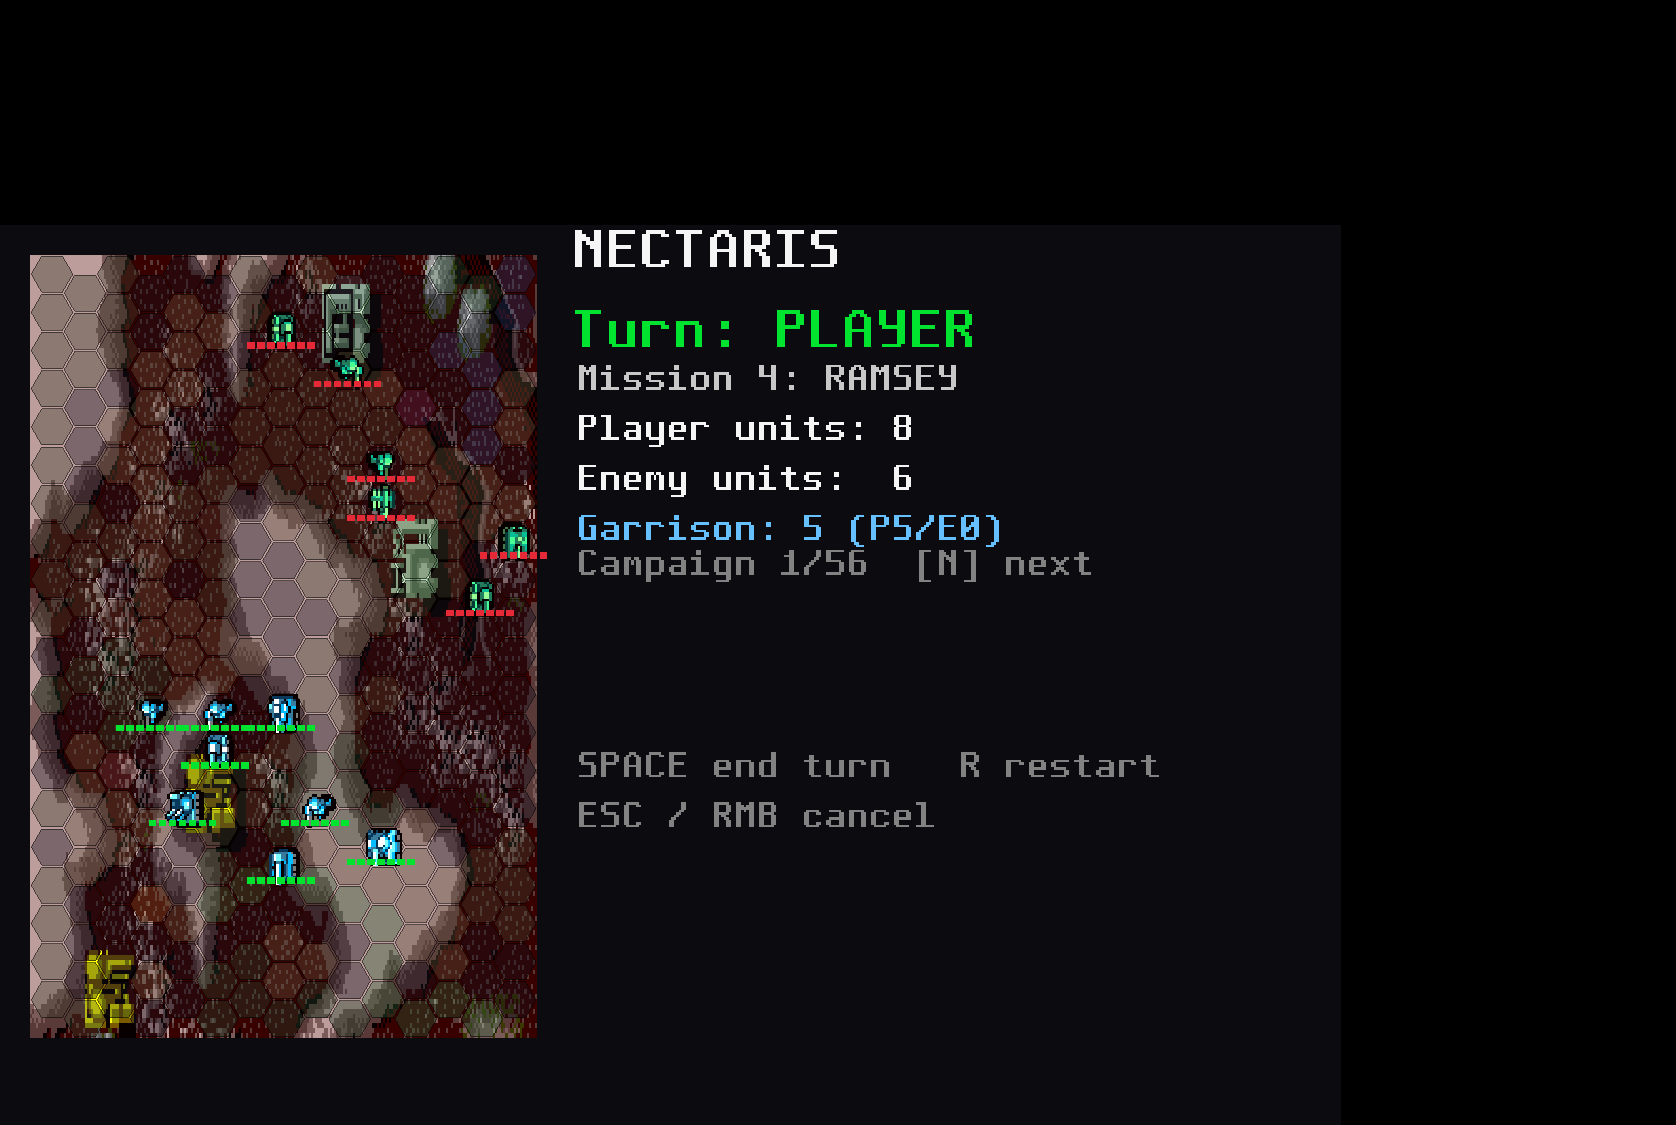 NECTARIS
Turn: PLAYER
Mission 4: RAMSEY
Player units: 8
Enemy units: 6
Garrison: 5 (P5/E0)
Campaign 1/56 [N] next
SPACE end turn R restart
ESC / RMB cancel